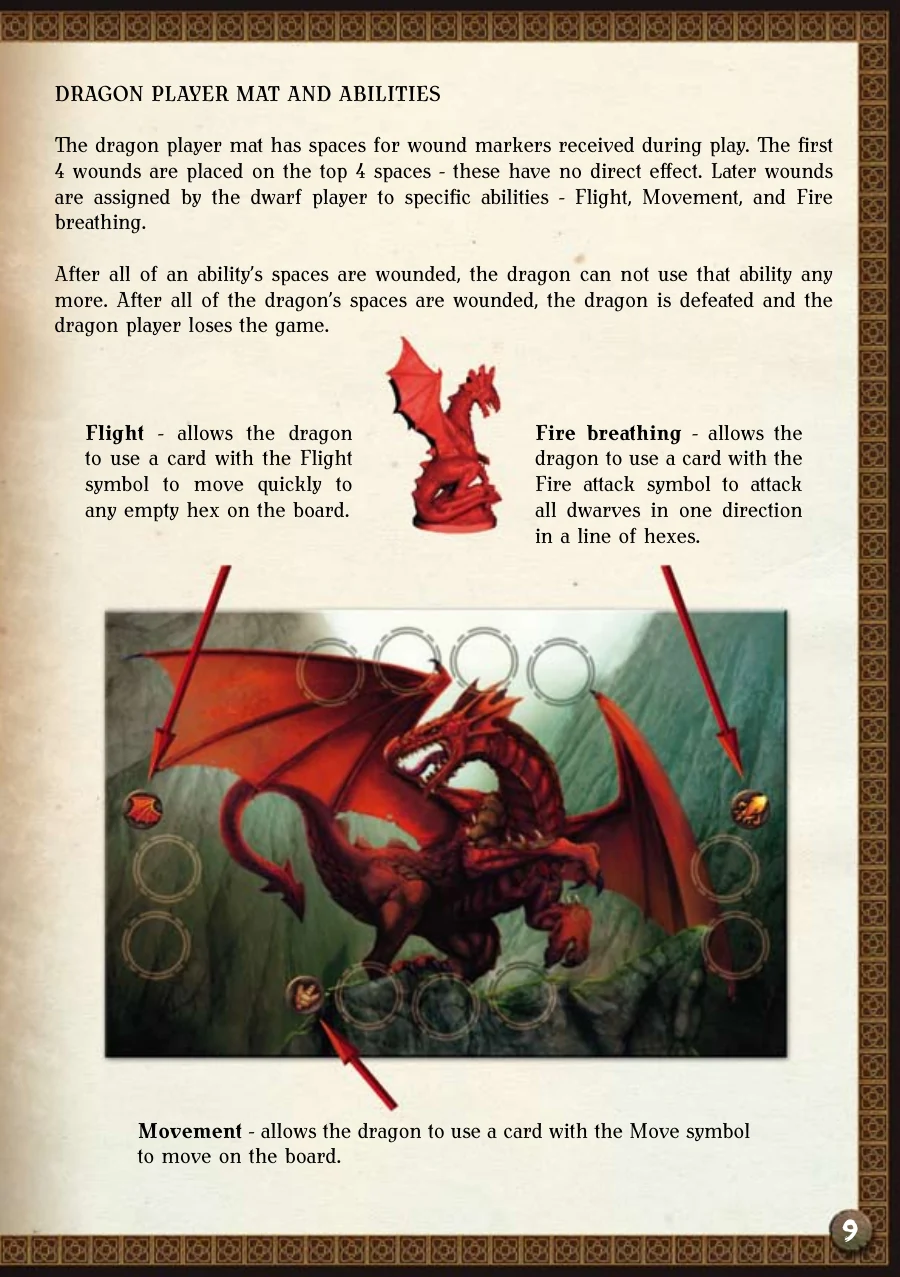 DRAGON PLAYER MAT AND ABILITIES
The dragon player mat has spaces for wound markers received during play. The first
4 wounds are placed on the top 4 spaces - these have no direct effect. Later wounds
are assigned by the dwarf player to specific abilities - Flight, Movement, and Fire
breathing.
After all of an ability's spaces are wounded, the dragon can not use that ability any
more. After all of the dragon's spaces are wounded, the dragon is defeated and the
dragon player loses the game.
Flight - allows the dragon
to use a card with the Flight
symbol to move quickly to
any empty hex on the board.
Fire breathing - allows the
dragon to use a card with the
Fire attack symbol to attack
all dwarves in one direction
in a line of hexes.
Movement - allows the dragon to use a card with the Move symbol
to move on the board.
9